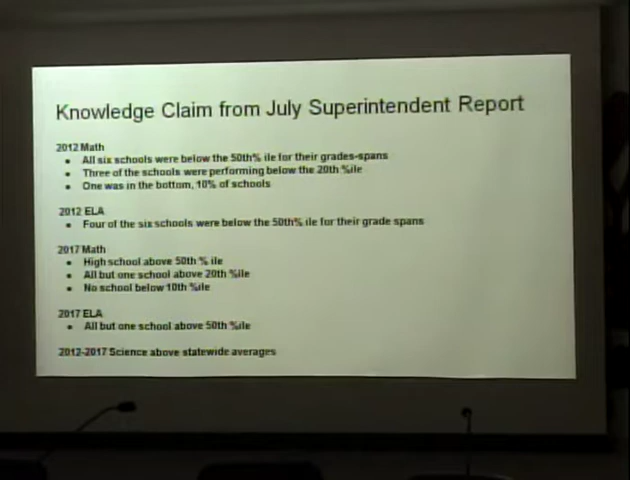 Knowledge Claim from July Superintendent Report
2012 Math
• All six schools were below the 50th% ile for their grades-spans
• Three of the schools were performing below the 20th %ile
• One was in the bottom, 10% of schools
2012 ELA
• Four of the six schools were below the 50th% ile for their grade spans
2017 Math
• High school above 50th % ile
• All but one school above 20th %ile
• No school below 10th %ile
2017 ELA
• All but one school above 50th %ile
2012-2017 Science above statewide averages